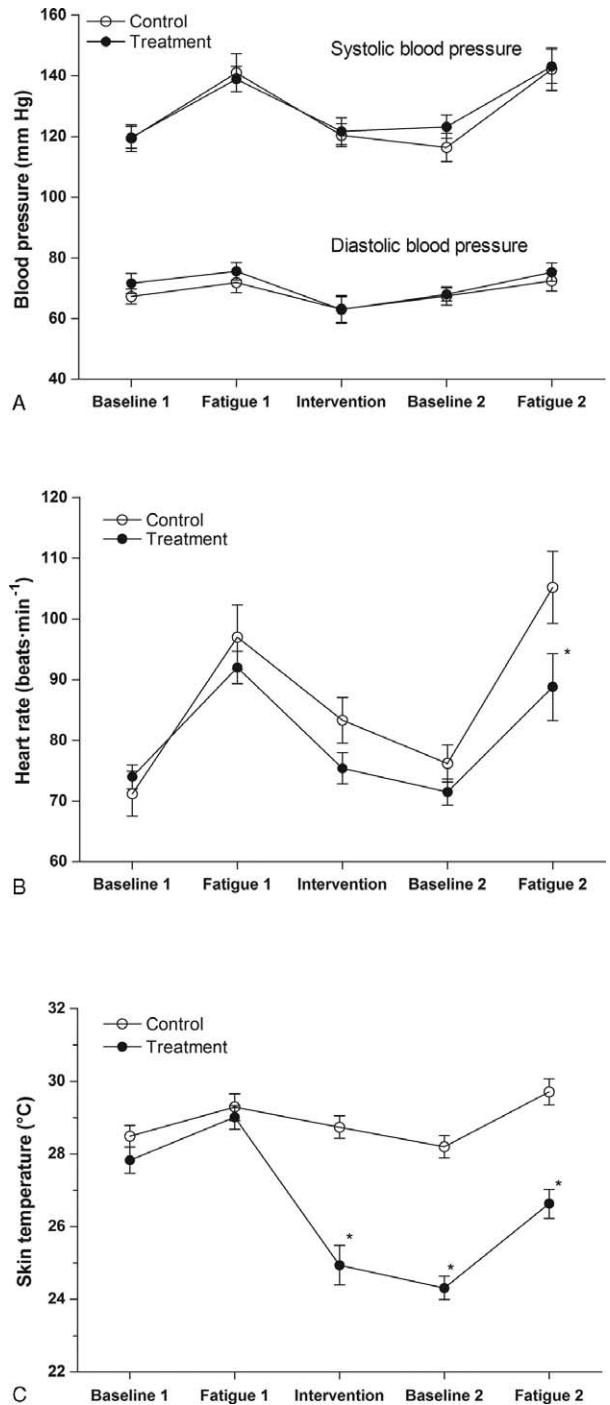 160
Control
Treatment
Systolic blood pressure
140
120
100
80
60
40
Diastolic blood pressure
Blood pressure (mm Hg)
Baseline 1 Fatigue 1 Intervention Baseline 2 Fatigue 2
A
120
Control
Treatment
110
100
90
80
70
60
*
Heart rate (beats·min⁻¹)
Baseline 1 Fatigue 1 Intervention Baseline 2 Fatigue 2
B
32
Control
Treatment
30
28
26
24
22
* * *
Skin temperature (°C)
Baseline 1 Fatigue 1 Intervention Baseline 2 Fatigue 2
C